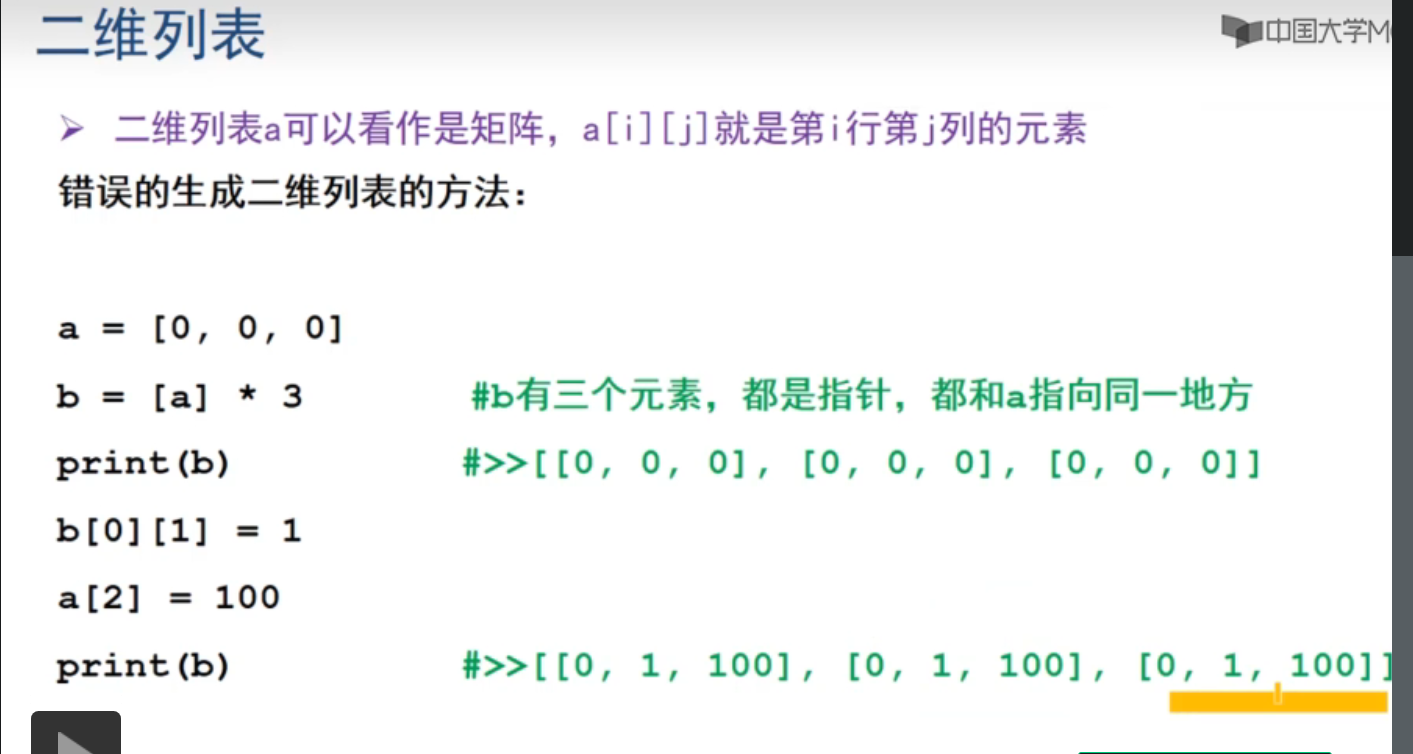 二维列表
中国大学M
➢ 二维列表a可以看作是矩阵，a[i][j]就是第i行第j列的元素
错误的生成二维列表的方法：
a = [0, 0, 0]
b = [a] * 3 #b有三个元素，都是指针，都和a指向同一地方
print(b) #>>[[0, 0, 0], [0, 0, 0], [0, 0, 0]]
b[0][1] = 1
a[2] = 100
print(b) #>>[[0, 1, 100], [0, 1, 100], [0, 1, 100]]